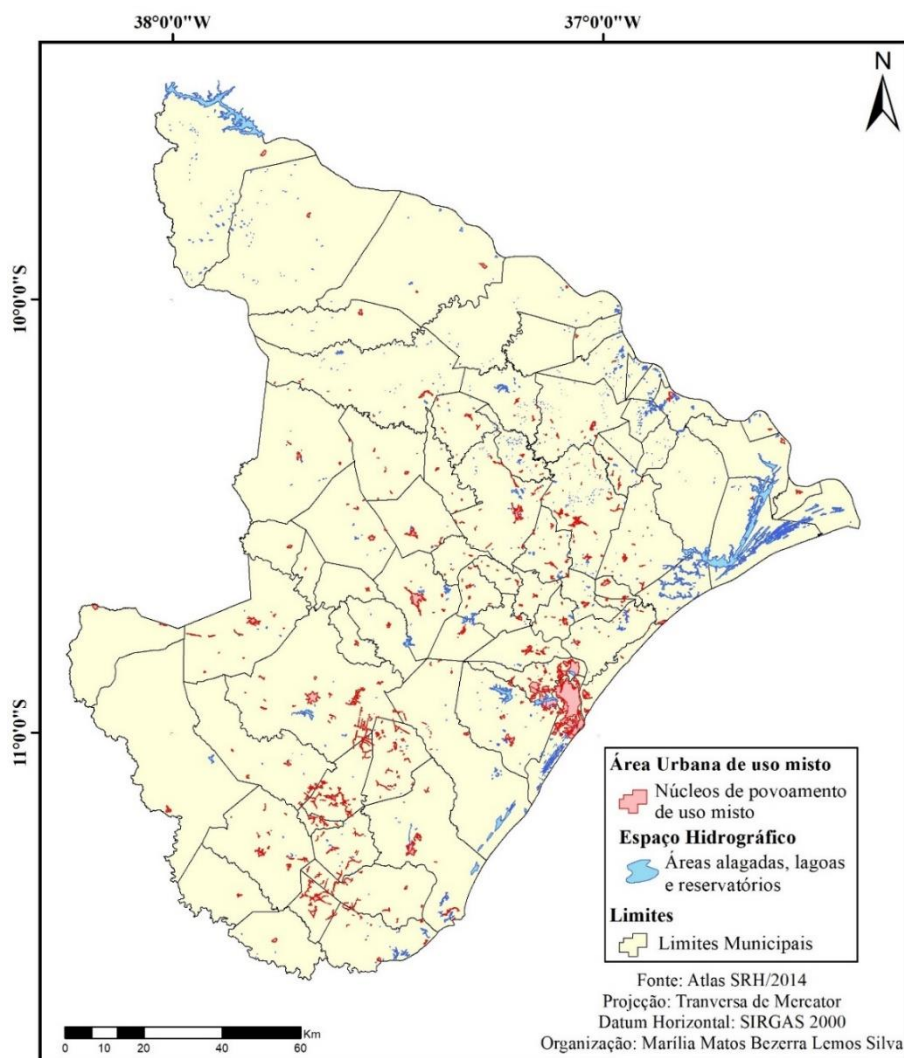 38°0'0"W
37°0'0"W
N
10°0'0"S
11°0'0"S
Área Urbana de uso misto
Núcleos de povoamento
de uso misto
Espaço Hidrográfico
Áreas alagadas, lagoas
e reservatórios
Limites
Limites Municipais
Fonte: Atlas SRH/2014
Projeção: Tranversa de Mercator
Datum Horizontal: SIRGAS 2000
Organização: Marília Matos Bezerra Lemos Silva
Km
0 10 20 40 60